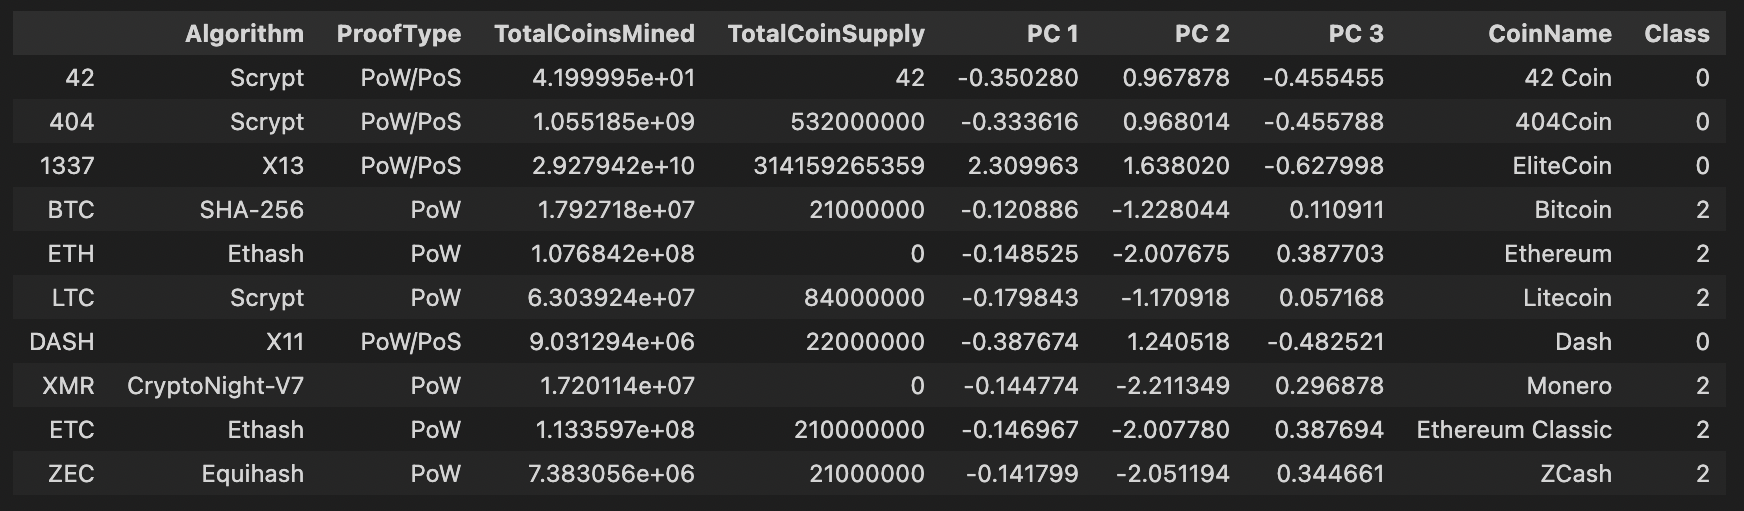 Algorithm ProofType TotalCoinsMined TotalCoinSupply PC 1 PC 2 PC 3 CoinName Class
42 Scrypt PoW/PoS 4.199995e+01 42 -0.350280 0.967878 -0.455455 42 Coin 0
404 Scrypt PoW/PoS 1.055185e+09 532000000 -0.333616 0.968014 -0.455788 404Coin 0
1337 X13 PoW/PoS 2.927942e+10 314159265359 2.309963 1.638020 -0.627998 EliteCoin 0
BTC SHA-256 PoW 1.792718e+07 21000000 -0.120886 -1.228044 0.110911 Bitcoin 2
ETH Ethash PoW 1.076842e+08 0 -0.148525 -2.007675 0.387703 Ethereum 2
LTC Scrypt PoW 6.303924e+07 84000000 -0.179843 -1.170918 0.057168 Litecoin 2
DASH X11 PoW/PoS 9.031294e+06 22000000 -0.387674 1.240518 -0.482521 Dash 0
XMR CryptoNight-V7 PoW 1.720114e+07 0 -0.144774 -2.211349 0.296878 Monero 2
ETC Ethash PoW 1.133597e+08 210000000 -0.146967 -2.007780 0.387694 Ethereum Classic 2
ZEC Equihash PoW 7.383056e+06 21000000 -0.141799 -2.051194 0.344661 ZCash 2